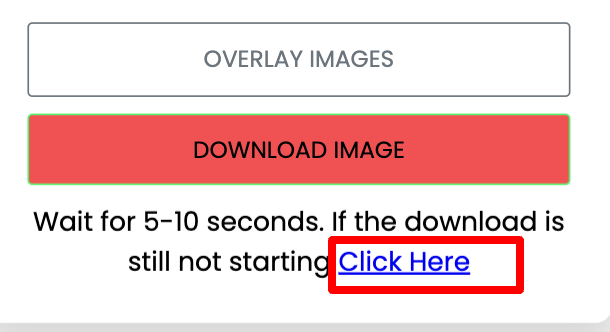 OVERLAY IMAGES
DOWNLOAD IMAGE
Wait for 5-10 seconds. If the download is
still not starting Click Here